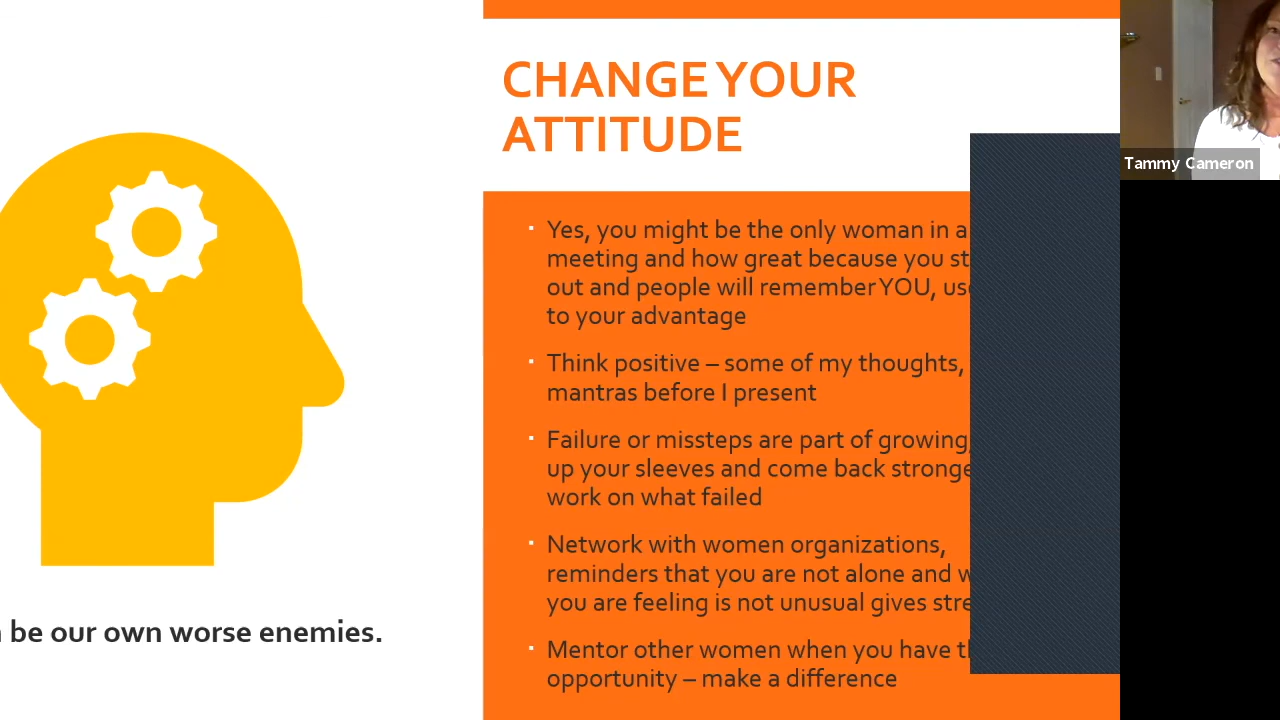 CHANGE YOUR
ATTITUDE
Tammy Cameron
Yes, you might be the only woman in a
meeting and how great because you
out and people will remember YOU,
to your advantage
Think positive – some of my thoughts,
mantras before I present
Failure or missteps are part of growing,
up your sleeves and come back
work on what failed
Network with women organizations,
reminders that you are not alone and
you are feeling is not unusual gives
Mentor other women when you have
opportunity – make a difference
be our own worse enemies.